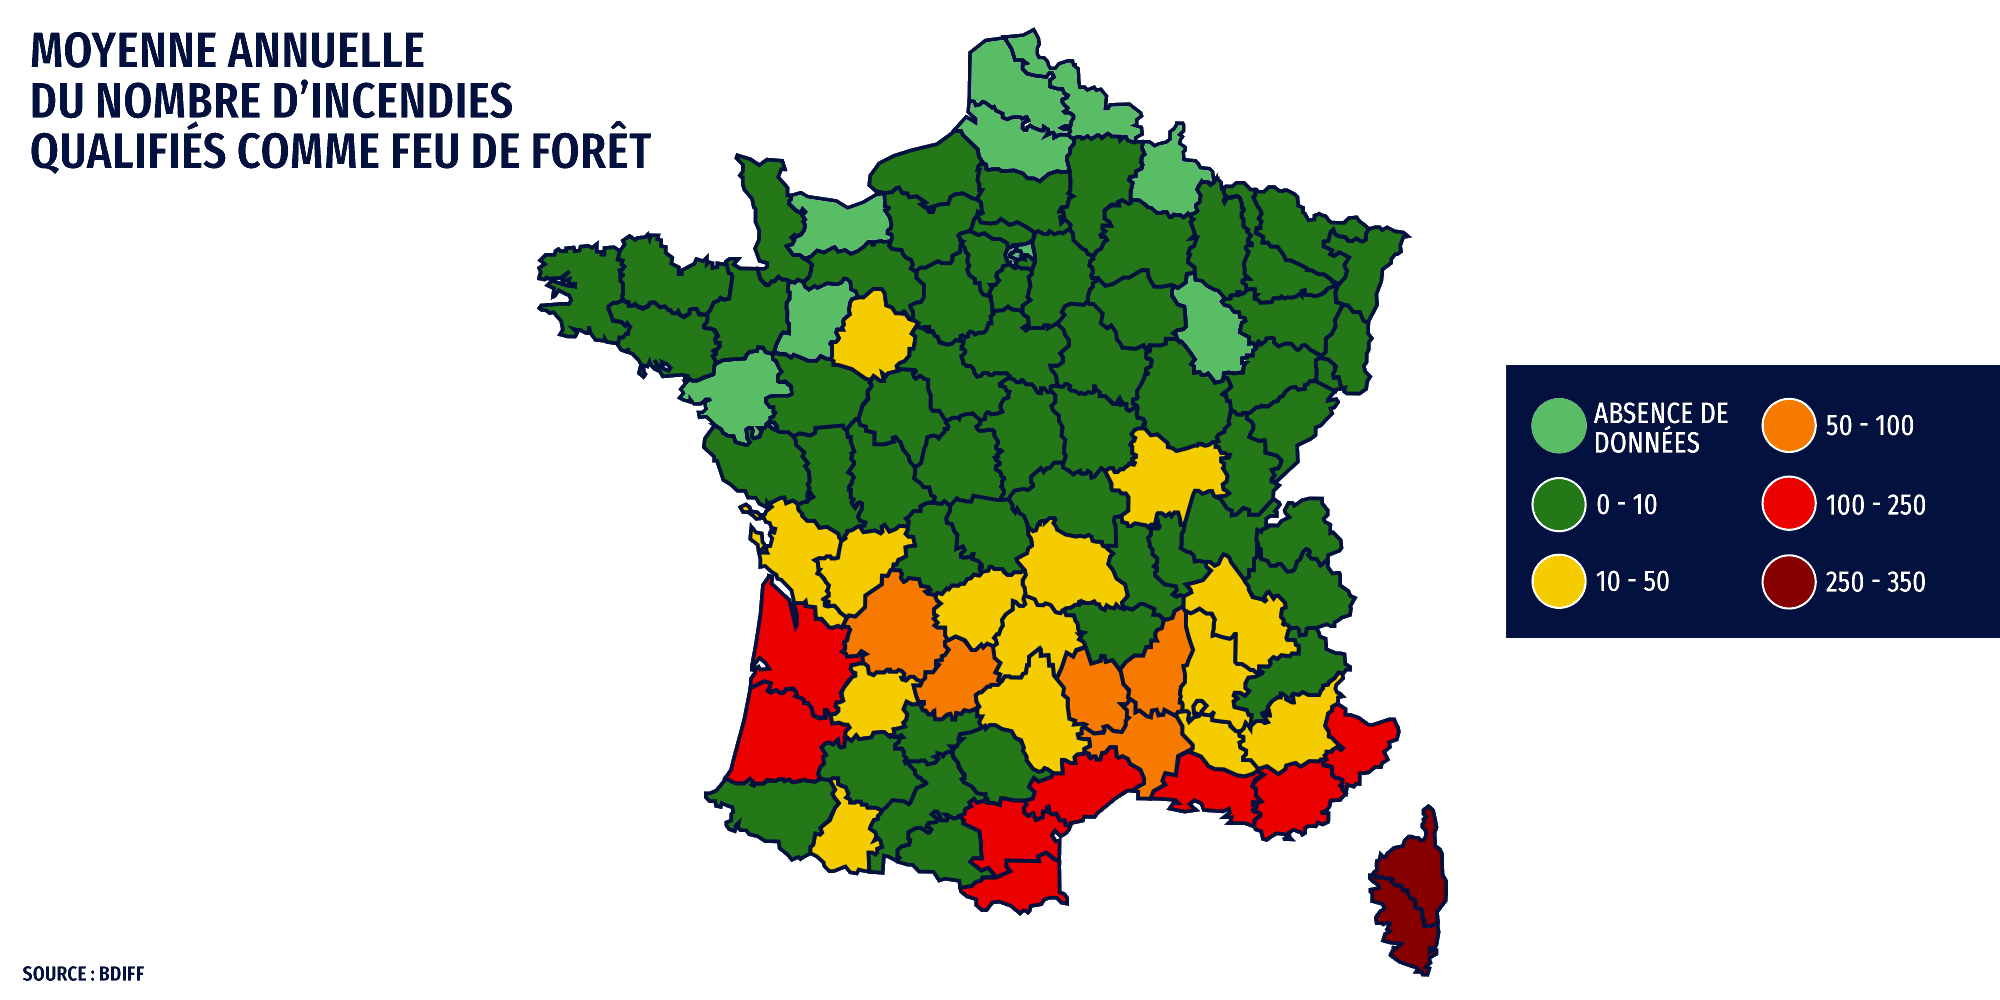 MOYENNE ANNUELLE
DU NOMBRE D'INCENDIES
QUALIFIÉS COMME FEU DE FORÊT
ABSENCE DE
DONNÉES
0 - 10
10 - 50
50 - 100
100 - 250
250 - 350
SOURCE : BDIFF